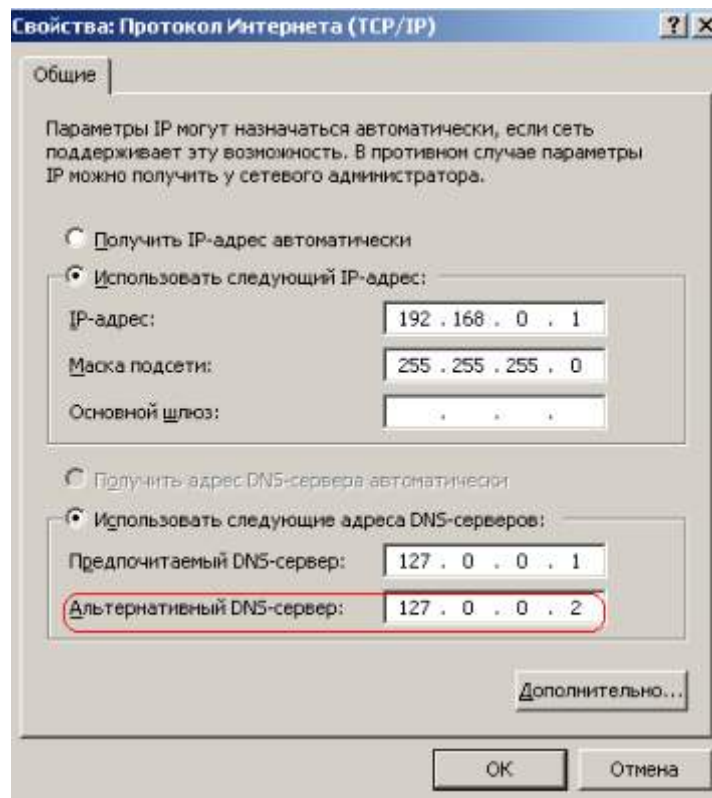 Свойства: Протокол Интернета (TCP/IP)
Общие
Параметры IP могут назначаться автоматически, если сеть
поддерживает эту возможность. В противном случае параметры
IP можно получить у сетевого администратора.
Получить IP-адрес автоматически
Использовать следующий IP-адрес:
IP-адрес: 192 . 168 . 0 . 1
Маска подсети: 255 . 255 . 255 . 0
Основной шлюз: . . .
Получить адрес DNS-сервера автоматически
Использовать следующие адреса DNS-серверов:
Предпочитаемый DNS-сервер: 127 . 0 . 0 . 1
Альтернативный DNS-сервер: 127 . 0 . 0 . 2
Дополнительно...
ОК Отмена